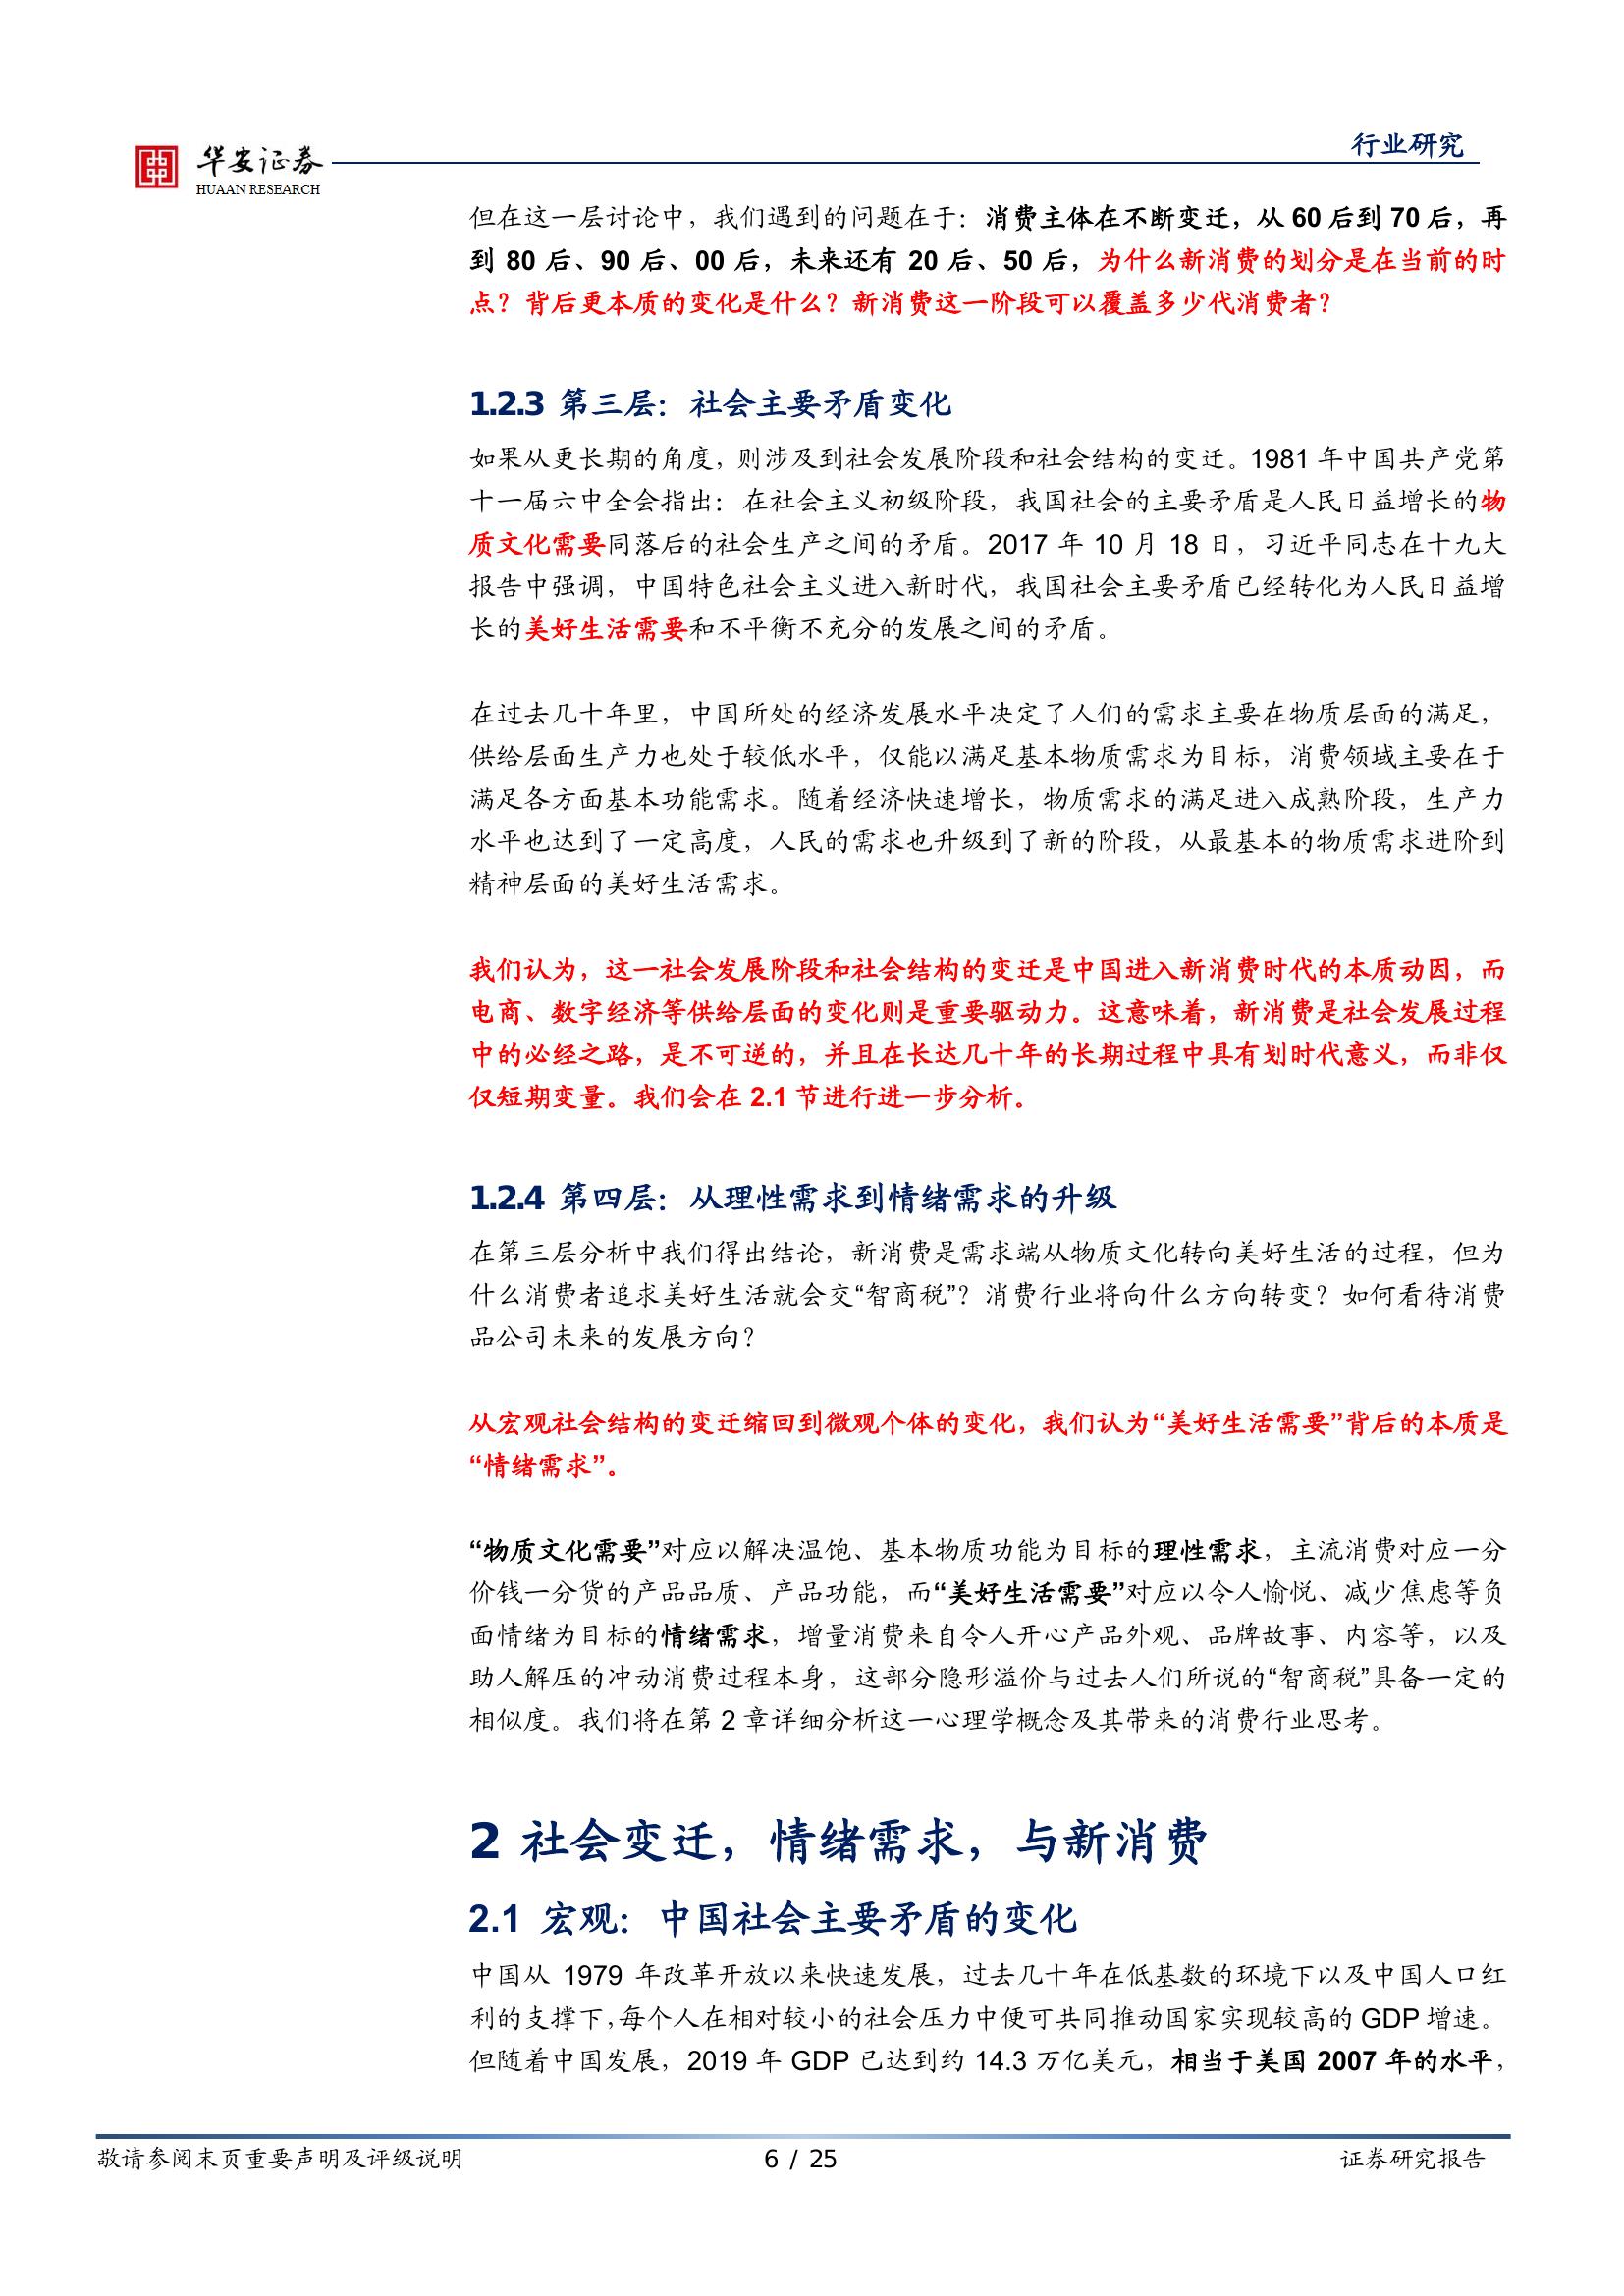 华安证券
HUAAN RESEARCH
行业研究
但在这一层讨论中，我们遇到的问题在于：消费主体在不断变迁，从 60 后到 70 后，再
到 80 后、90 后、00 后，未来还有 20 后、50 后，为什么新消费的划分是在当前的时
点？背后更本质的变化是什么？新消费这一阶段可以覆盖多少代消费者？
1.2.3 第三层：社会主要矛盾变化
如果从更长期的角度，则涉及到社会发展阶段和社会结构的变迁。1981 年中国共产党第
十一届六中全会指出：在社会主义初级阶段，我国社会的主要矛盾是人民日益增长的物
质文化需要同落后的社会生产之间的矛盾。2017 年 10 月 18 日，习近平同志在十九大
报告中强调，中国特色社会主义进入新时代，我国社会主要矛盾已经转化为人民日益增
长的美好生活需要和不平衡不充分的发展之间的矛盾。
在过去几十年里，中国所处的经济发展水平决定了人们的需求主要在物质层面的满足，
供给层面生产力也处于较低水平，仅能以满足基本物质需求为目标，消费领域主要在于
满足各方面基本功能需求。随着经济快速增长，物质需求的满足进入成熟阶段，生产力
水平也达到了一定高度，人民的需求也升级到了新的阶段，从最基本的物质需求进阶到
精神层面的美好生活需求。
我们认为，这一社会发展阶段和社会结构的变迁是中国进入新消费时代的本质动因，而
电商、数字经济等供给层面的变化则是重要驱动力。这意味着，新消费是社会发展过程
中的必经之路，是不可逆的，并且在长达几十年的长期过程中具有划时代意义，而非仅
仅短期变量。我们会在 2.1 节进行进一步分析。
1.2.4 第四层：从理性需求到情绪需求的升级
在第三层分析中我们得出结论，新消费是需求端从物质文化转向美好生活的过程，但为
什么消费者追求美好生活就会交“智商税”？消费行业将向什么方向转变？如何看待消费
品公司未来的发展方向？
从宏观社会结构的变迁缩回到微观个体的变化，我们认为“美好生活需要”背后的本质是
“情绪需求”。
“物质文化需要”对应以解决温饱、基本物质功能为目标的理性需求，主流消费对应一分
价钱一分货的产品品质、产品功能，而“美好生活需要”对应以令人愉悦、减少焦虑等负
面情绪为目标的情绪需求，增量消费来自令人开心产品外观、品牌故事、内容等，以及
助人解压的冲动消费过程本身，这部分隐形溢价与过去人们所说的“智商税”具备一定的
相似度。我们将在第 2 章详细分析这一心理学概念及其带来的消费行业思考。
2 社会变迁，情绪需求，与新消费
2.1 宏观：中国社会主要矛盾的变化
中国从 1979 年改革开放以来快速发展，过去几十年在低基数的环境下以及中国人口红
利的支撑下，每个人在相对较小的社会压力中便可共同推动国家实现较高的 GDP 增速。
但随着中国发展，2019 年 GDP 已达到约 14.3 万亿美元，相当于美国 2007 年的水平，
敬请参阅末页重要声明及评级说明
6 / 25
证券研究报告